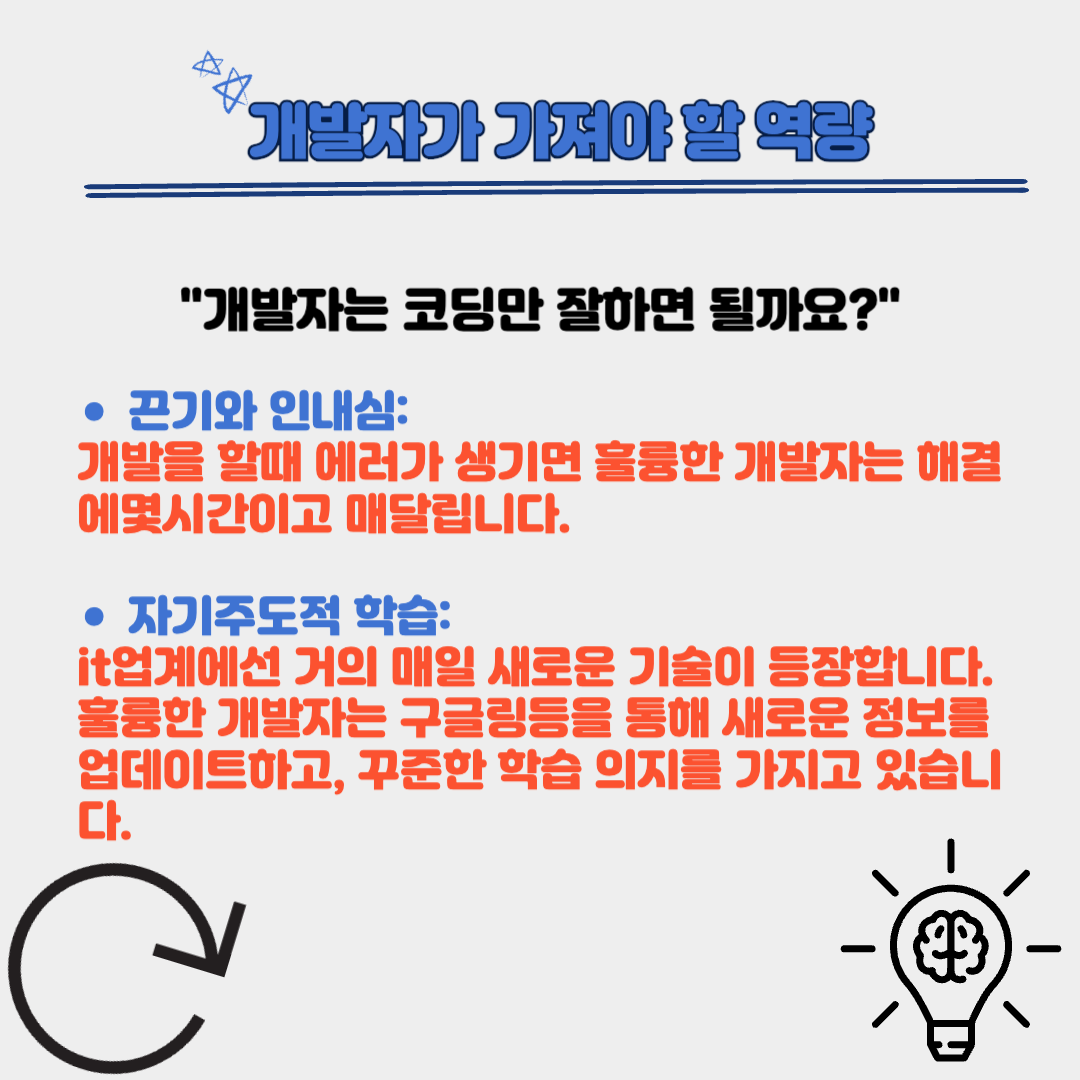 개발자가 가져야 할 역량
"개발자는 코딩만 잘하면 될까요?"
• 끈기와 인내심:
개발을 할때 에러가 생기면 훌륭한 개발자는 해결
에몇시간이고 매달립니다.
• 자기주도적 학습:
it업계에선 거의 매일 새로운 기술이 등장합니다.
훌륭한 개발자는 구글링등을 통해 새로운 정보를
업데이트하고, 꾸준한 학습 의지를 가지고 있습니
다.